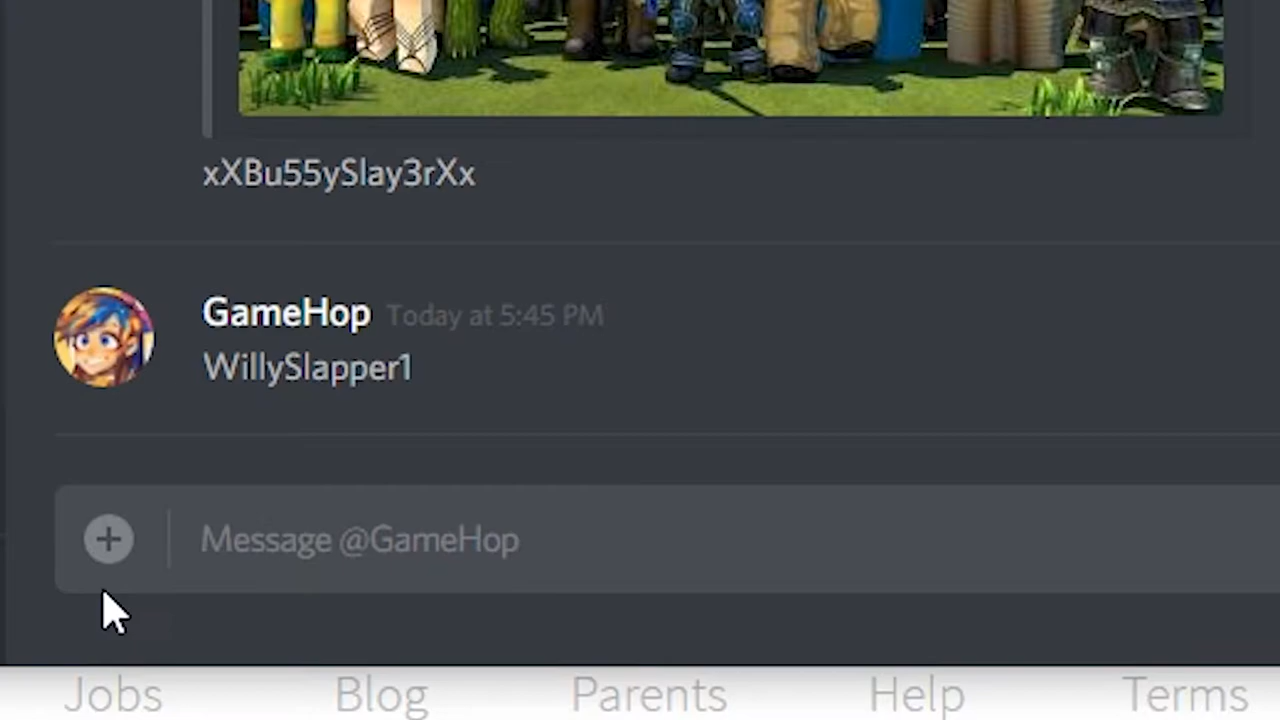 xXBu55ySlay3rXx
GameHop Today at 5:45 PM
WillySlapper1
Message @GameHop
Jobs Blog Parents Help Terms